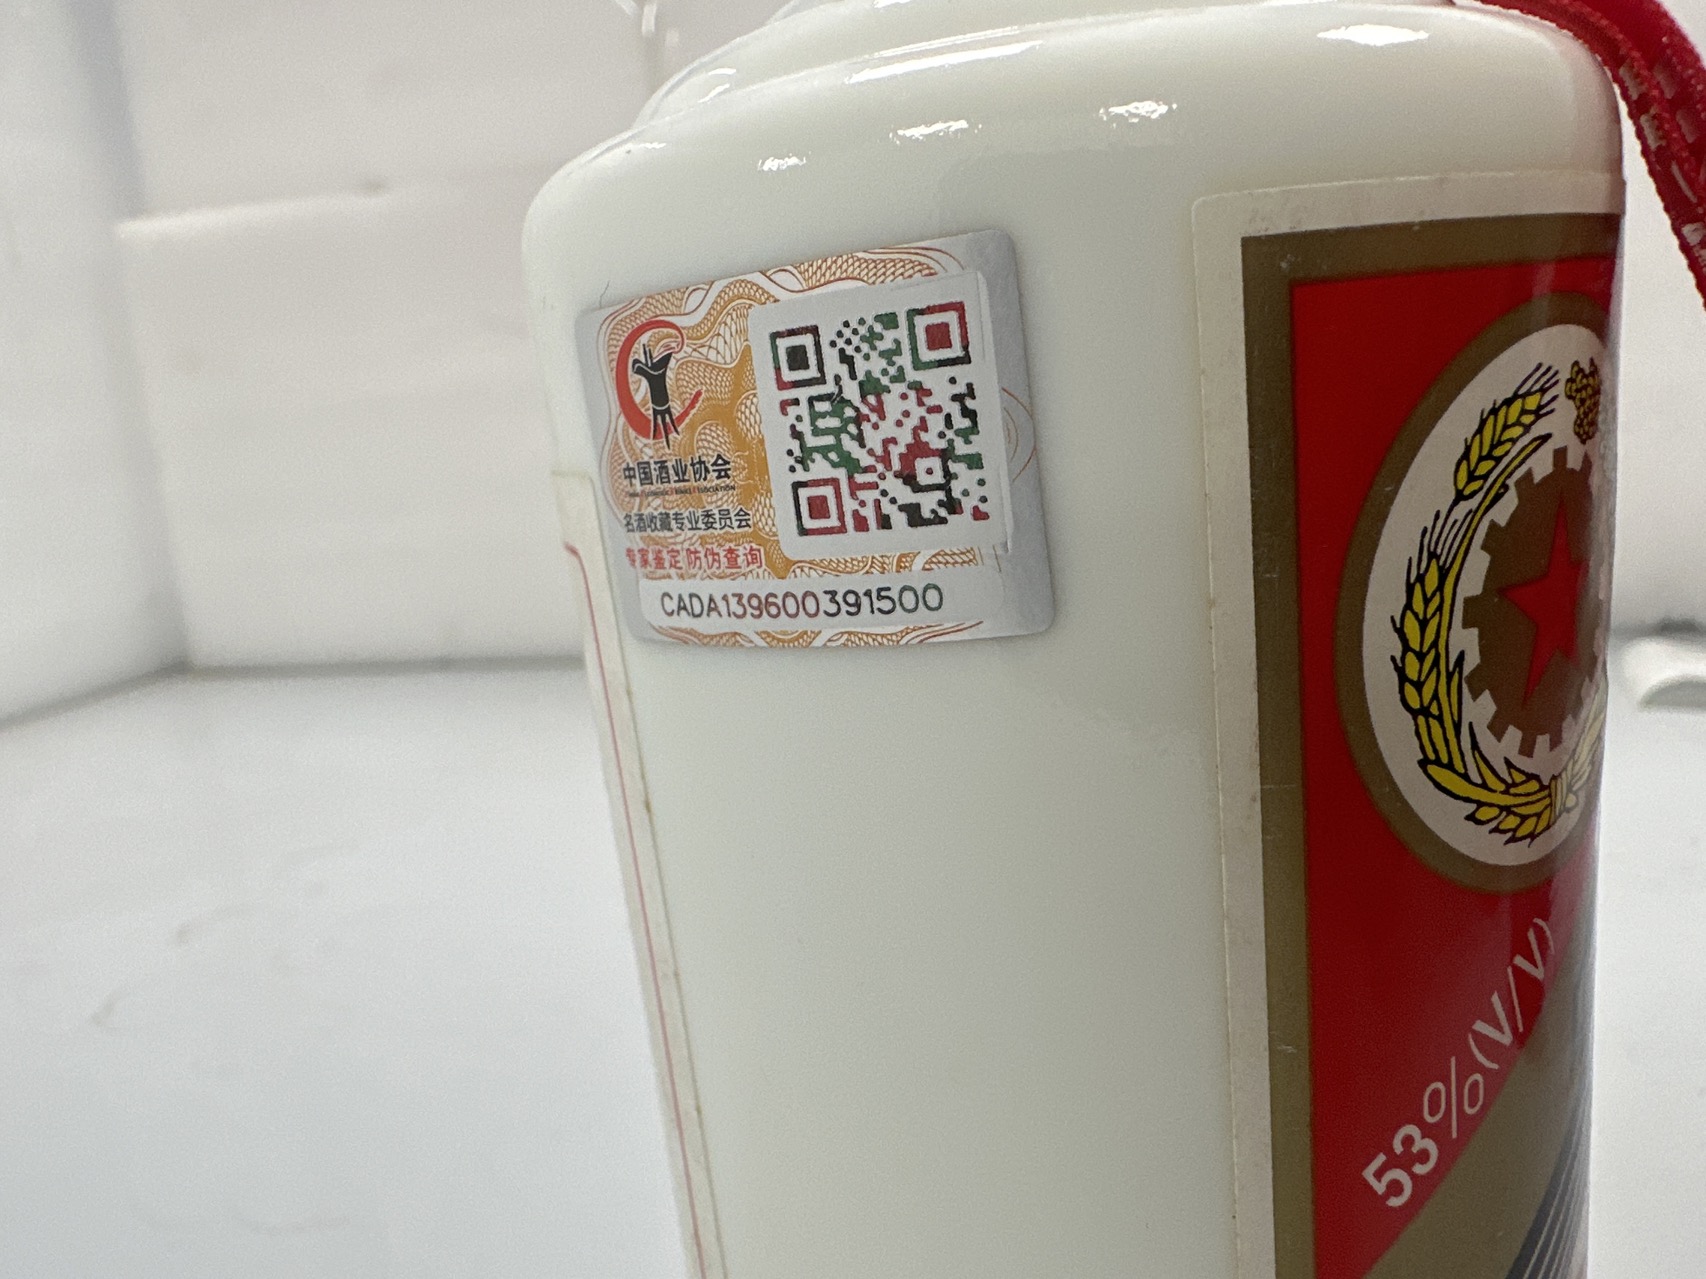 中国酒业协会
名酒收藏专业委员会
专家鉴定 防伪查询
CADA139600391500
53%(V/V)